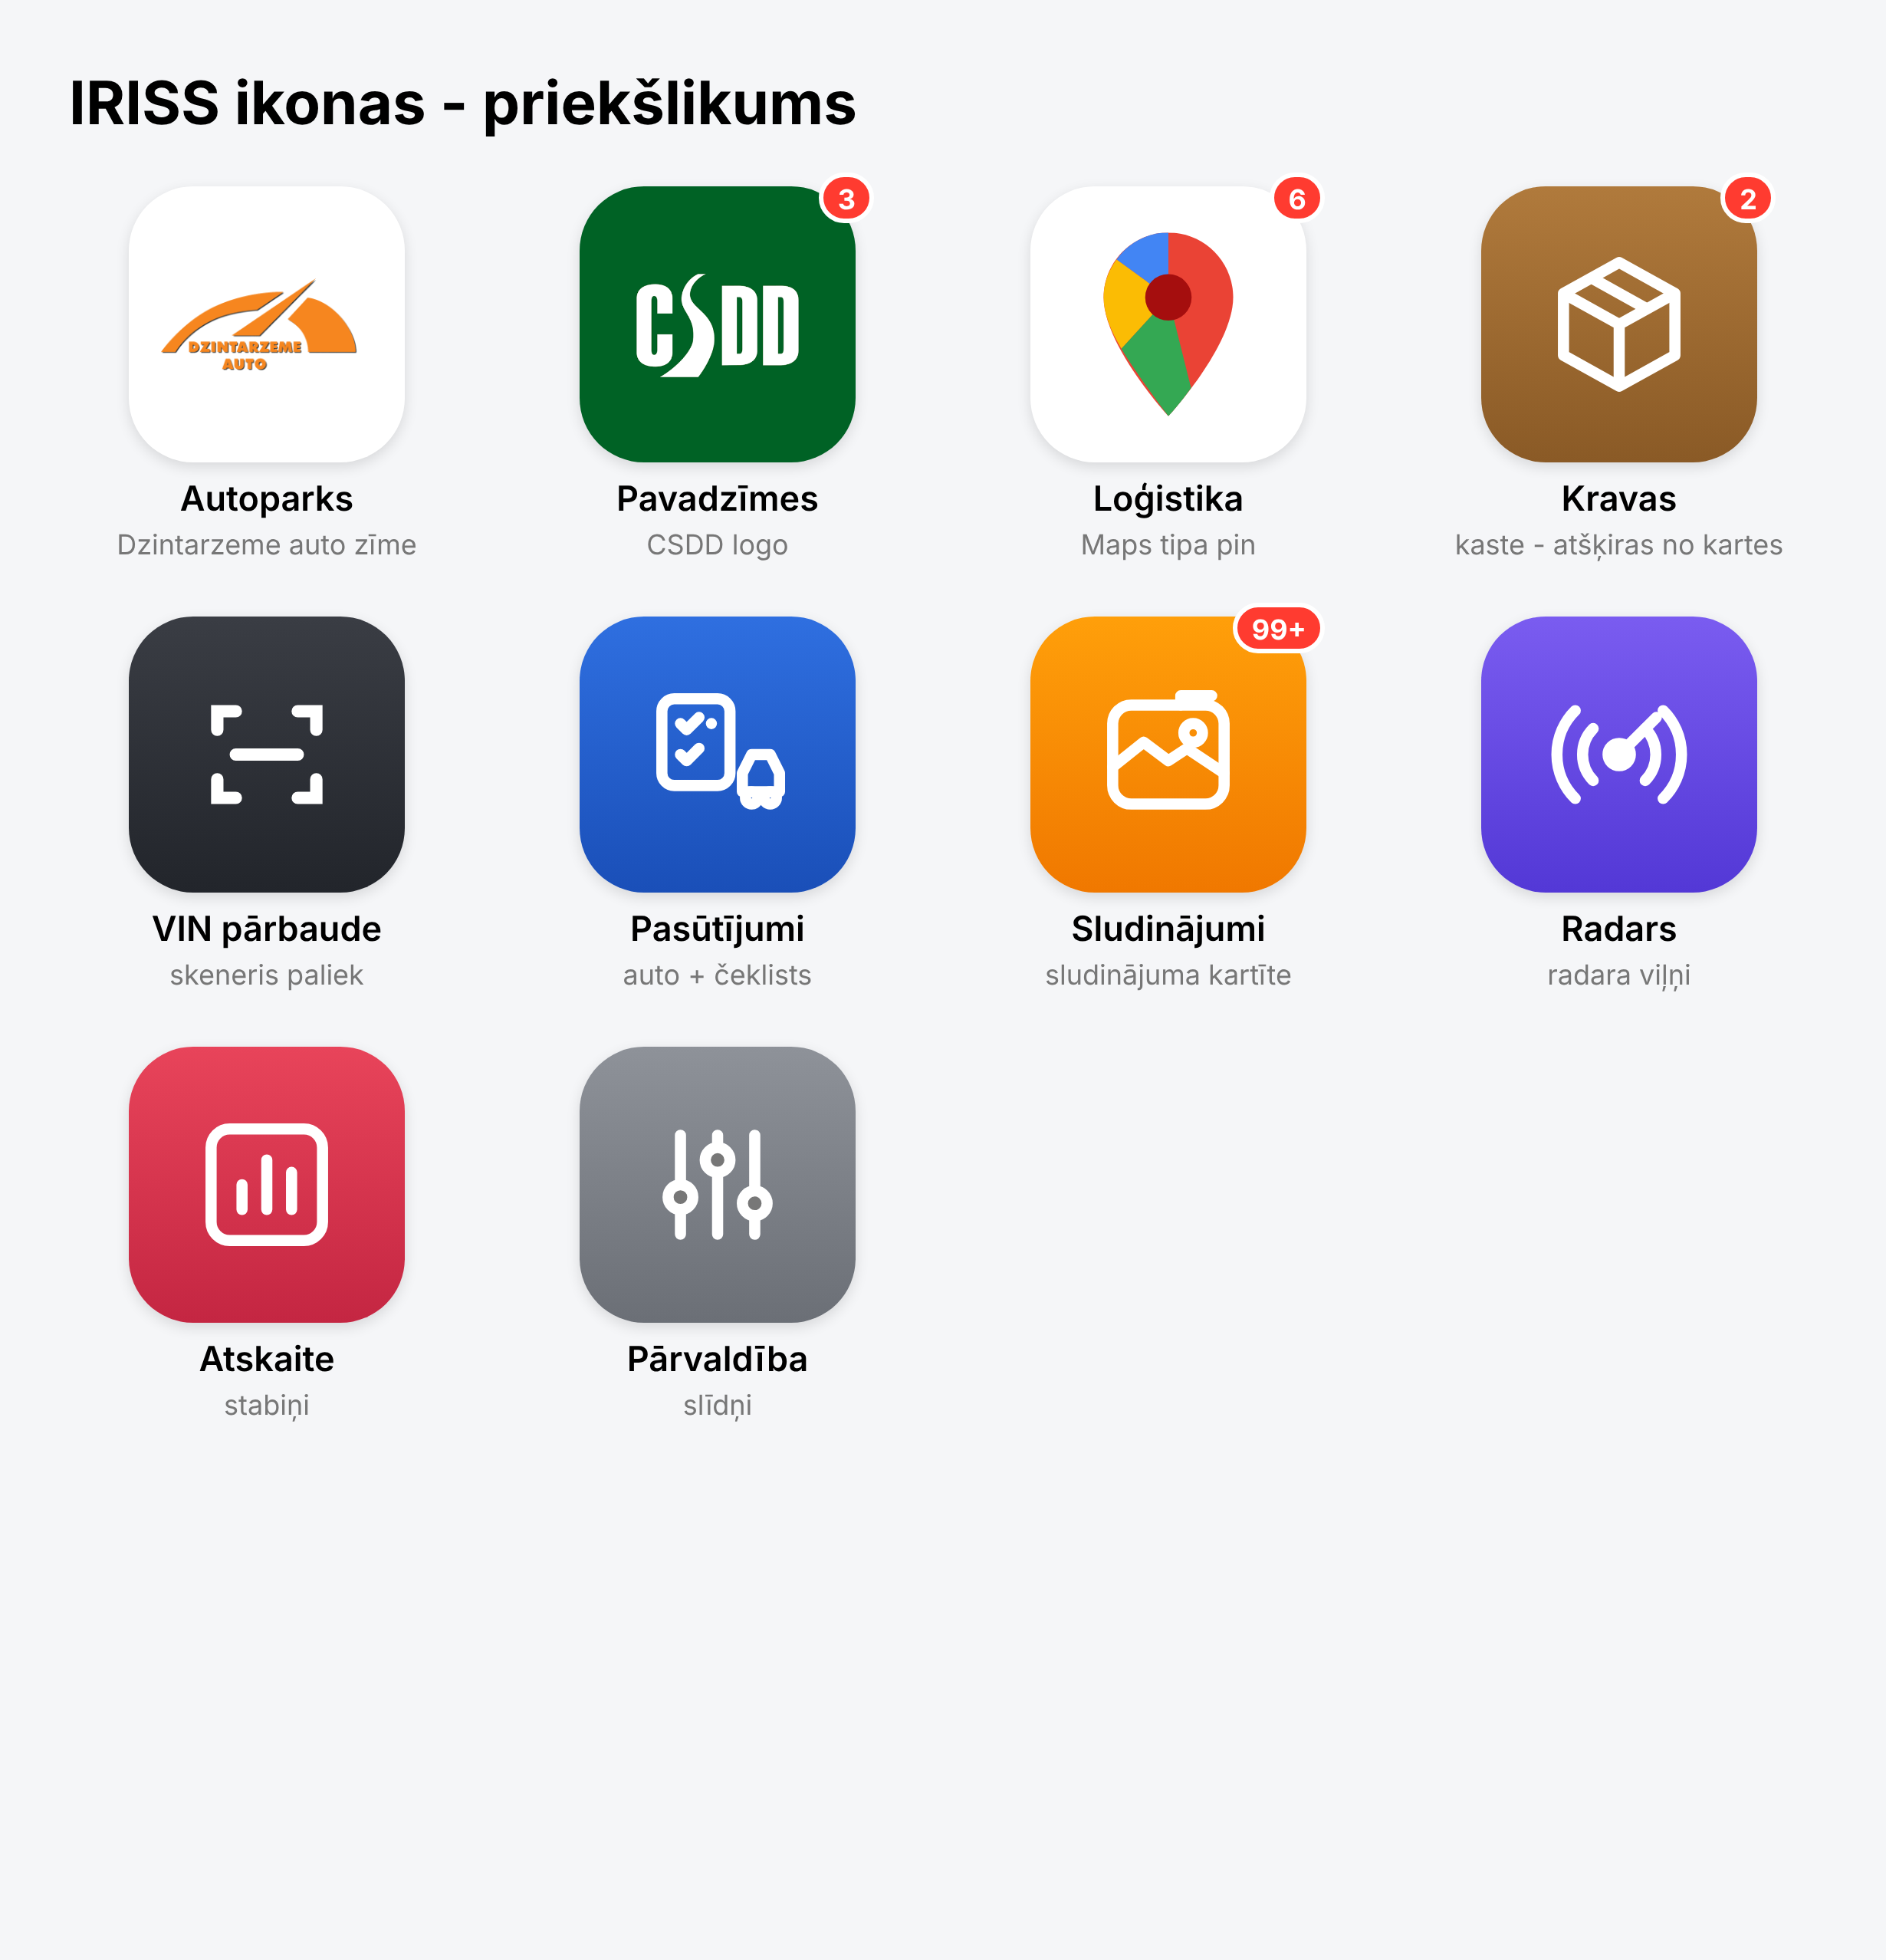 IRISS ikonas - priekšlikums
DZINTARZEME
AUTO
CSDD
3
6
2
Autoparks
Pavadzīmes
Loģistika
Kravas
Dzintarzeme auto zīme
CSDD logo
Maps tipa pin
kaste - atšķiras no kartes
99+
VIN pārbaude
Pasūtījumi
Sludinājumi
Radars
skeneris paliek
auto + čeklists
sludinājuma kartīte
radara viļņi
Atskaite
Pārvaldība
stabiņi
slīdņi